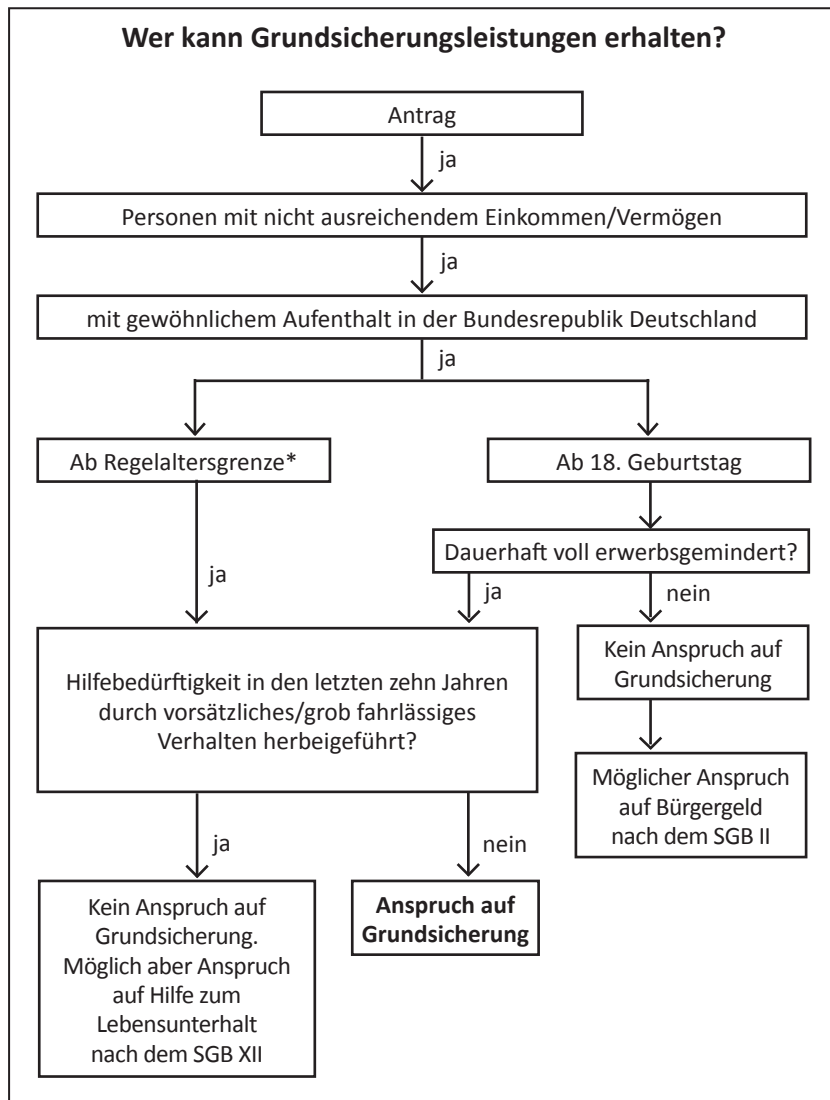 Wer kann Grundsicherungsleistungen erhalten?
Antrag
ja
Personen mit nicht ausreichendem Einkommen/Vermögen
ja
mit gewöhnlichem Aufenthalt in der Bundesrepublik Deutschland
ja
Ab Regelaltersgrenze*
Ab 18. Geburtstag
Dauerhaft voll erwerbsgemindert?
ja
ja
nein
Hilfebedürftigkeit in den letzten zehn Jahren
durch vorsätzliches/grob fahrlässiges
Verhalten herbeigeführt?
Kein Anspruch auf
Grundsicherung
Möglicher Anspruch
auf Bürgergeld
nach dem SGB II
ja
nein
Kein Anspruch auf
Grundsicherung.
Möglich aber Anspruch
auf Hilfe zum
Lebensunterhalt
nach dem SGB XII
Anspruch auf
Grundsicherung